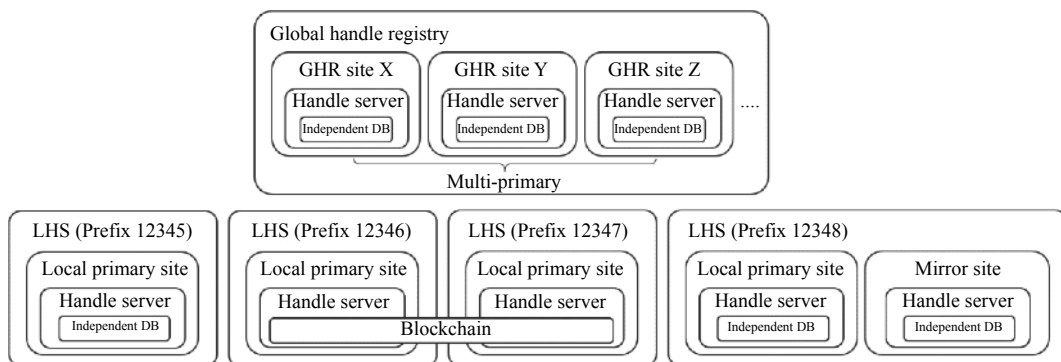 Global handle registry
GHR site X GHR site Y GHR site Z
Handle server Handle server Handle server ....
Independent DB Independent DB Independent DB
Multi-primary
LHS (Prefix 12345) LHS (Prefix 12346) LHS (Prefix 12347) LHS (Prefix 12348)
Local primary site Local primary site Local primary site Local primary site Mirror site
Handle server Handle server Handle server Handle server Handle server
Independent DB Blockchain Independent DB Independent DB